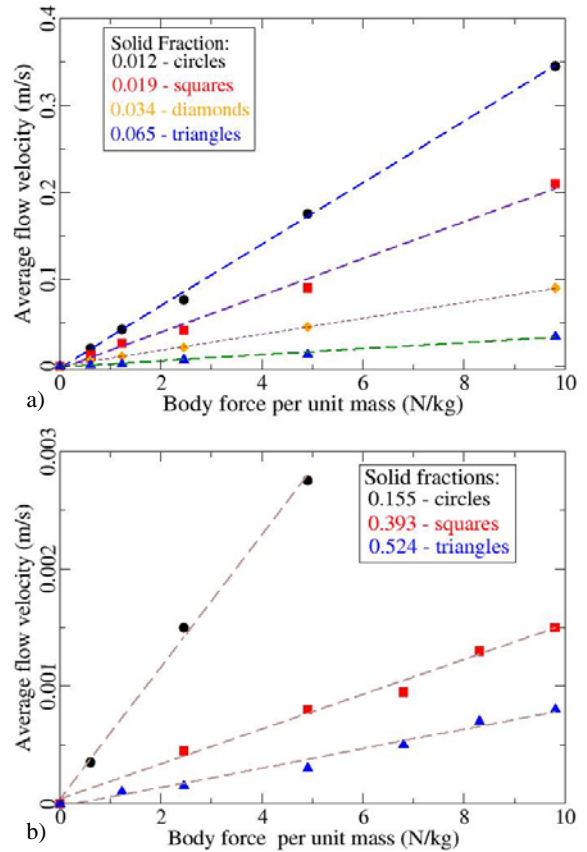 0.4
0.3
0.2
0.1
0
Average flow velocity (m/s)
Solid Fraction:
0.012 - circles
0.019 - squares
0.034 - diamonds
0.065 - triangles
0 2 4 6 8 10
Body force per unit mass (N/kg)
a)
0.003
0.002
0.001
0
Average flow velocity (m/s)
Solid fractions:
0.155 - circles
0.393 - squares
0.524 - triangles
0 2 4 6 8 10
Body force per unit mass (N/kg)
b)